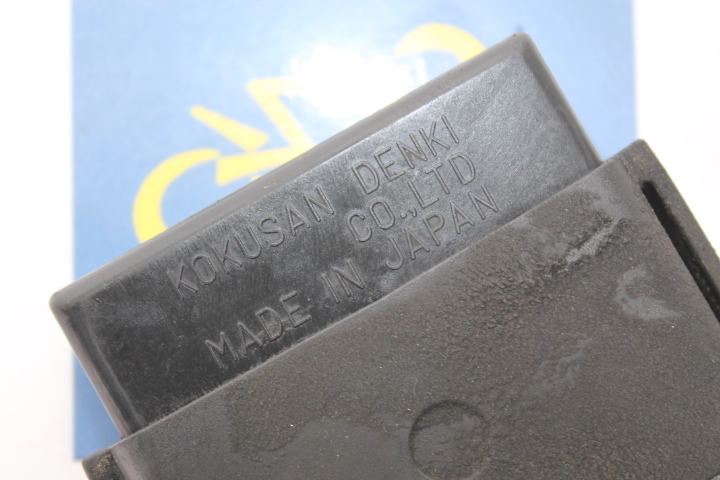 KOKUSAN DENKI
CO.,LTD
MADE IN JAPAN